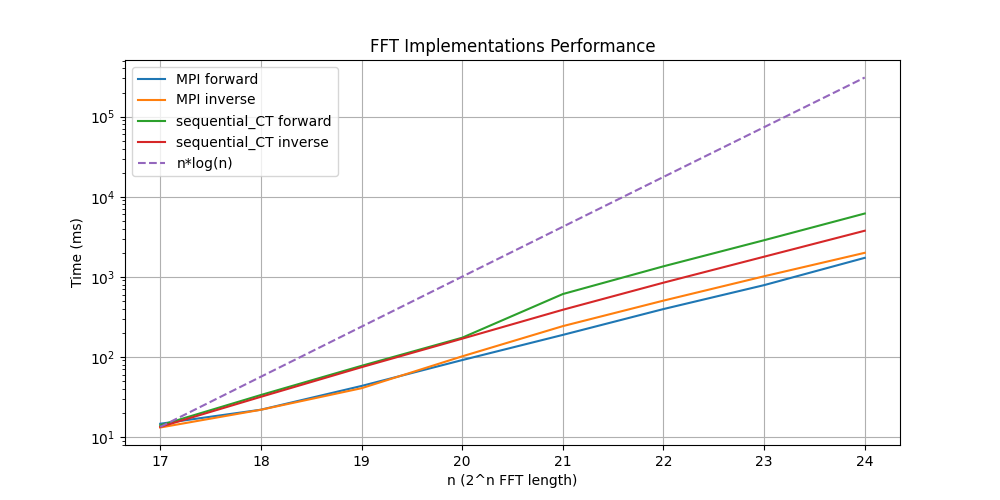 FFT Implementations Performance
MPI forward
MPI inverse
sequential_CT forward
sequential_CT inverse
n*log(n)
Time (ms)
10^5
10^4
10^3
10^2
10^1
17 18 19 20 21 22 23 24
n (2^n FFT length)